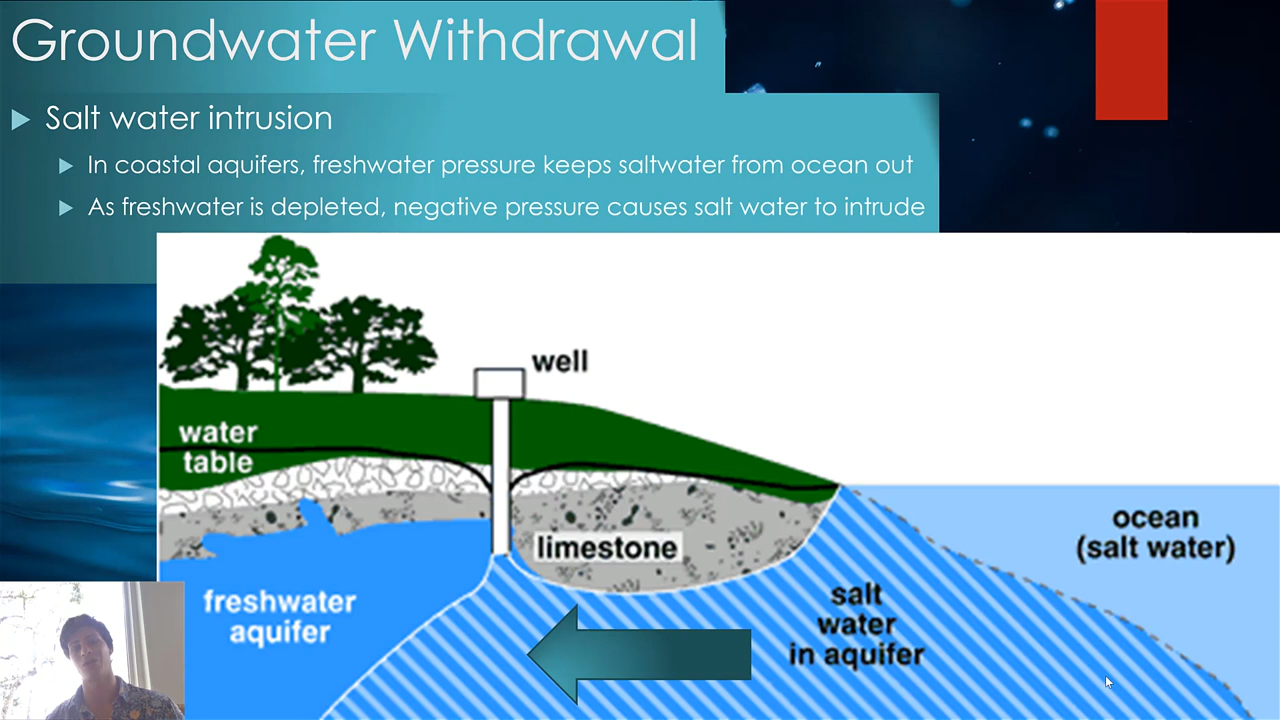 Groundwater Withdrawal
Salt water intrusion
In coastal aquifers, freshwater pressure keeps saltwater from ocean out
As freshwater is depleted, negative pressure causes salt water to intrude
well
water
table
limestone
ocean
(salt water)
freshwater
aquifer
salt
water
in aquifer